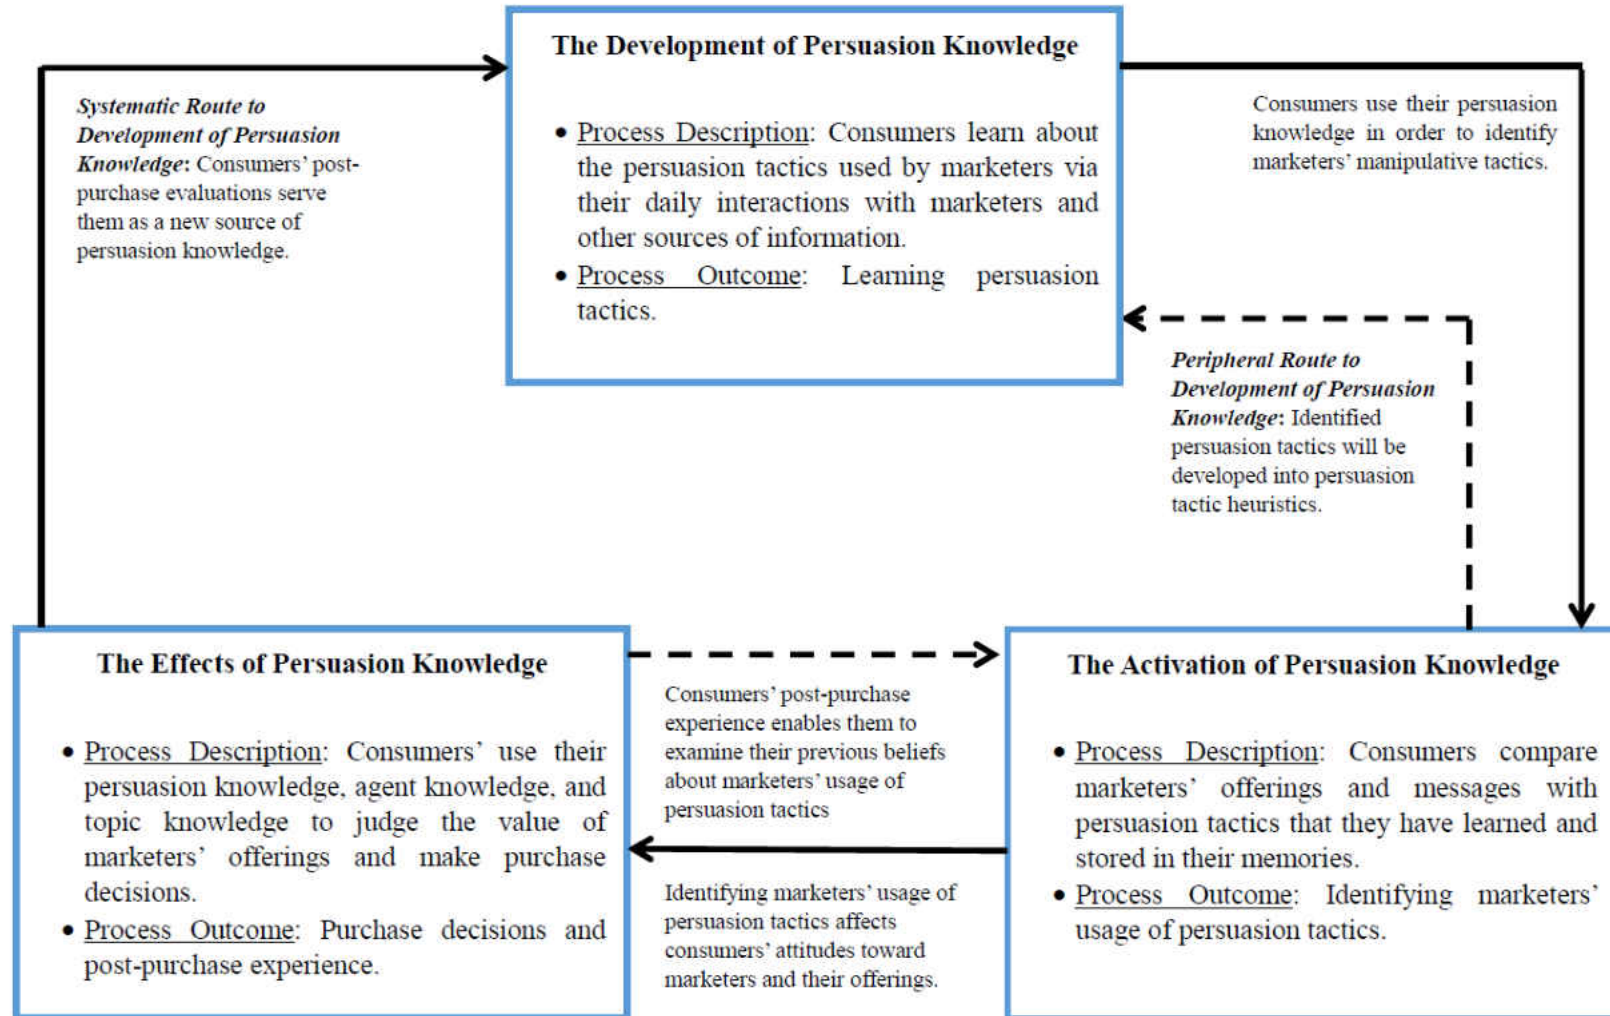 The Development of Persuasion Knowledge
• Process Description: Consumers learn about
the persuasion tactics used by marketers via
their daily interactions with marketers and
other sources of information.
• Process Outcome: Learning persuasion
tactics.
Systematic Route to
Development of Persuasion
Knowledge: Consumers’ post-
purchase evaluations serve
them as a new source of
persuasion knowledge.
Consumers use their persuasion
knowledge in order to identify
marketers’ manipulative tactics.
Peripheral Route to
Development of Persuasion
Knowledge: Identified
persuasion tactics will be
developed into persuasion
tactic heuristics.
The Effects of Persuasion Knowledge
• Process Description: Consumers’ use their
persuasion knowledge, agent knowledge, and
topic knowledge to judge the value of
marketers’ offerings and make purchase
decisions.
• Process Outcome: Purchase decisions and
post-purchase experience.
Consumers’ post-purchase
experience enables them to
examine their previous beliefs
about marketers’ usage of
persuasion tactics
Identifying marketers’ usage of
persuasion tactics affects
consumers’ attitudes toward
marketers and their offerings.
The Activation of Persuasion Knowledge
• Process Description: Consumers compare
marketers’ offerings and messages with
persuasion tactics that they have learned and
stored in their memories.
• Process Outcome: Identifying marketers’
usage of persuasion tactics.